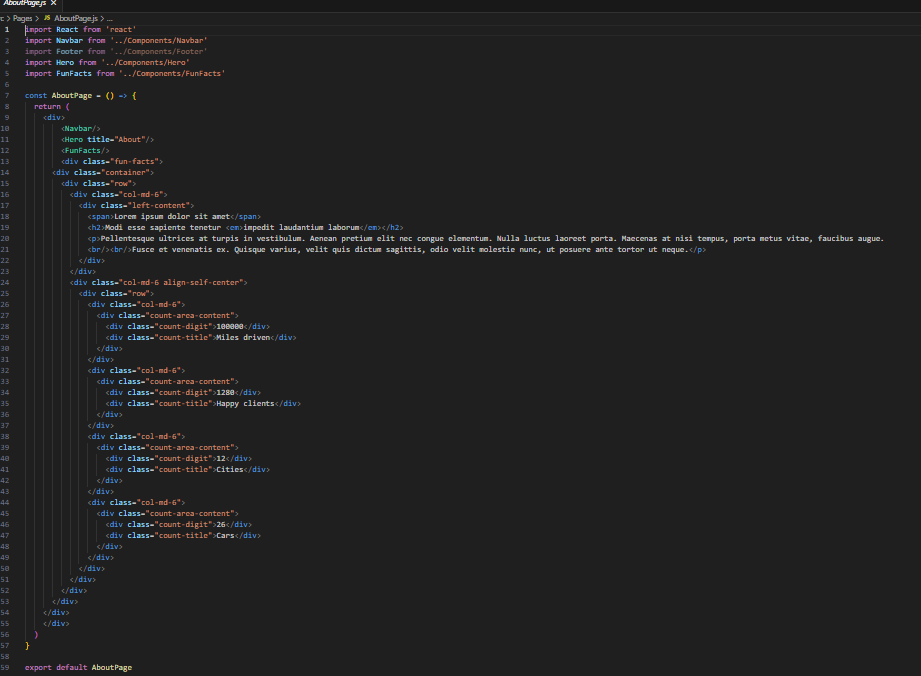 AboutPage.js ×
c > Pages > JS AboutPage.js > ...
1 import React from 'react'
2 import Navbar from '../Components/Navbar'
3 import Footer from '../Components/Footer'
4 import Hero from '../Components/Hero'
5 import FunFacts from '../Components/FunFacts'
6
7 const AboutPage = () => {
8 return (
9 <div>
10 <Navbar/>
11 <Hero title="About"/>
12 <FunFacts/>
13 <div class="fun-facts">
14 <div class="container">
15 <div class="row">
16 <div class="col-md-6">
17 <div class="left-content">
18 <span>Lorem ipsum dolor sit amet</span>
19 <h2>Modi esse sapiente tenetur <em>impedit laudantium laborum</em></h2>
20 <p>Pellentesque ultrices at turpis in vestibulum. Aenean pretium elit nec congue elementum. Nulla luctus laoreet porta. Maecenas at nisi tempus, porta metus vitae, faucibus augue.
21 <br/><br/>Fusce et venenatis ex. Quisque varius, velit quis dictum sagittis, odio velit molestie nunc, ut posuere ante tortor ut neque.</p>
22 </div>
23 </div>
24 <div class="col-md-6 align-self-center">
25 <div class="row">
26 <div class="col-md-6">
27 <div class="count-area-content">
28 <div class="count-digit">100000</div>
29 <div class="count-title">Miles driven</div>
30 </div>
31 </div>
32 <div class="col-md-6">
33 <div class="count-area-content">
34 <div class="count-digit">1280</div>
35 <div class="count-title">Happy clients</div>
36 </div>
37 </div>
38 <div class="col-md-6">
39 <div class="count-area-content">
40 <div class="count-digit">12</div>
41 <div class="count-title">Cities</div>
42 </div>
43 </div>
44 <div class="col-md-6">
45 <div class="count-area-content">
46 <div class="count-digit">26</div>
47 <div class="count-title">Cars</div>
48 </div>
49 </div>
50 </div>
51 </div>
52 </div>
53 </div>
54 </div>
55 </div>
56 )
57 }
58
59 export default AboutPage